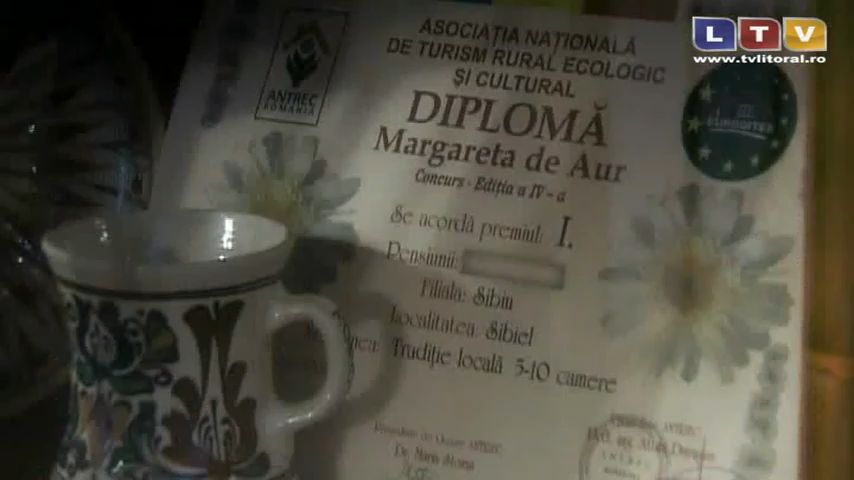 LTV
www.tvlitoral.ro
ASOCIAȚIA NAȚIONALĂ
DE TURISM RURAL ECOLOGIC
ȘI CULTURAL
ANTREC
ROMANIA
DIPLOMĂ
Margareta de Aur
Concurs - Ediția a IV-a
Se acordă premiul: I.
Pensiunii:
Filiala: Sibiu
Localitatea: Sibiel
Tradiție locală 5-10 camere